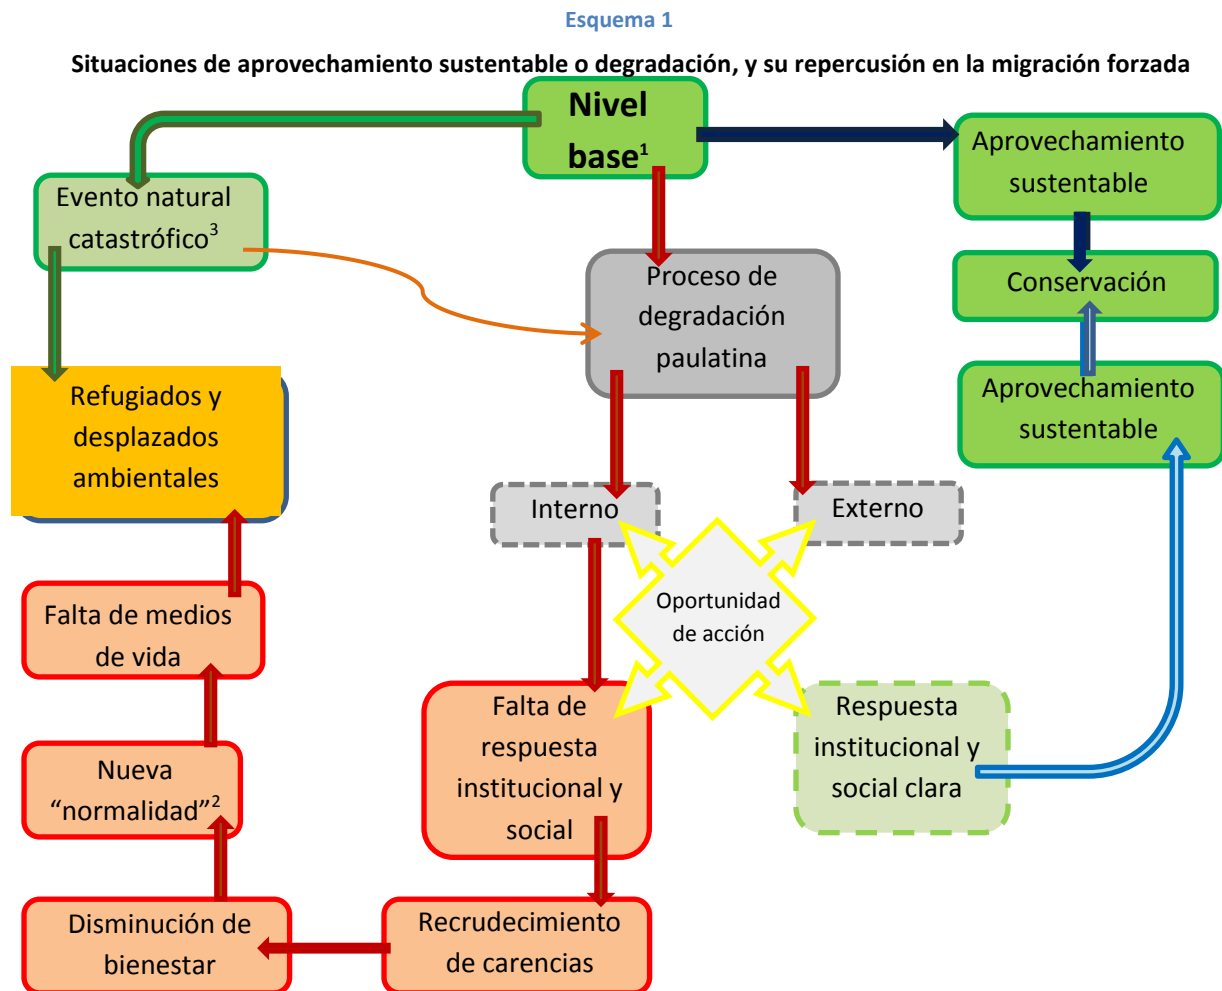 Esquema 1
Situaciones de aprovechamiento sustentable o degradación, y su repercusión en la migración forzada
Nivel
base¹
Aprovechamiento
sustentable
Evento natural
catastrófico³
Proceso de
degradación
paulatina
Conservación
Refugiados y
desplazados
ambientales
Aprovechamiento
sustentable
Interno
Externo
Oportunidad
de acción
Falta de medios
de vida
Falta de
respuesta
institucional y
social
Respuesta
institucional y
social clara
Nueva
“normalidad”²
Disminución de
bienestar
Recrudecimiento
de carencias